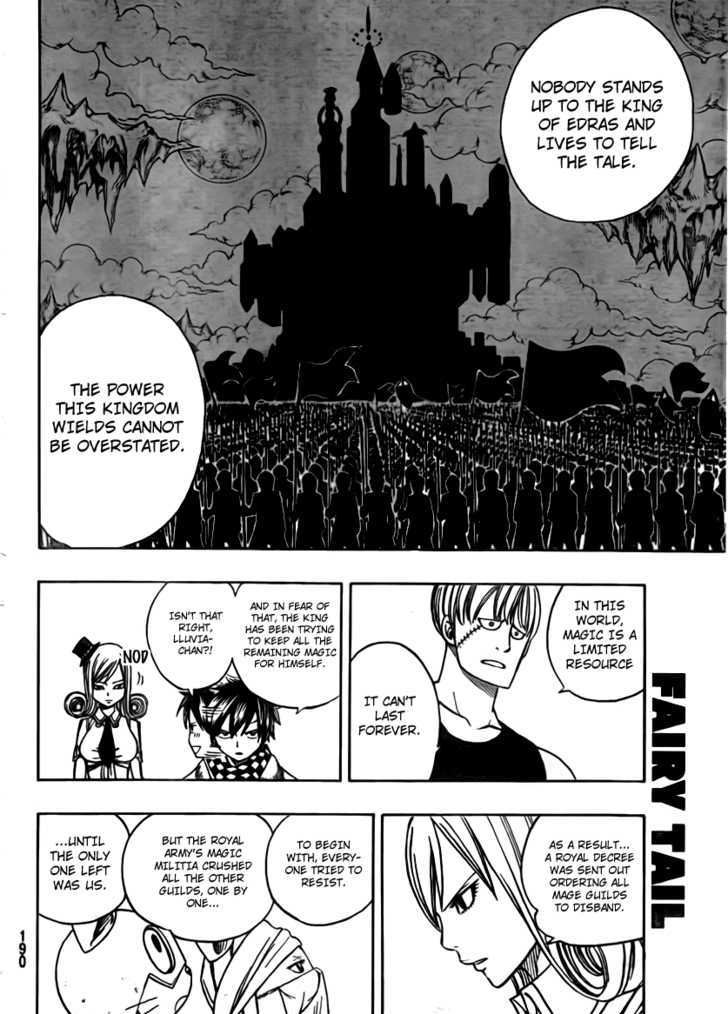 NOBODY STANDS
UP TO THE KING
OF EDRAS AND
LIVES TO TELL
THE TALE.
THE POWER
THIS KINGDOM
WIELDS CANNOT
BE OVERSTATED.
IN THIS
WORLD,
MAGIC IS A
LIMITED
RESOURCE
IT CAN'T
LAST
FOREVER.
AND IN FEAR OF
THAT, THE KING
HAS BEEN TRYING
TO KEEP ALL THE
REMAINING MAGIC
FOR HIMSELF.
ISN'T THAT
RIGHT,
LLUVIA-
CHAN?!
NOD
AS A RESULT...
A ROYAL DECREE
WAS SENT OUT
ORDERING ALL
MAGE GUILDS
TO DISBAND.
TO BEGIN
WITH, EVERY-
ONE TRIED TO
RESIST.
BUT THE ROYAL
ARMY'S MAGIC
MILITIA CRUSHED
ALL THE OTHER
GUILDS, ONE BY
ONE...
...UNTIL
THE ONLY
ONE LEFT
WAS US.
FAIRY TAIL
190